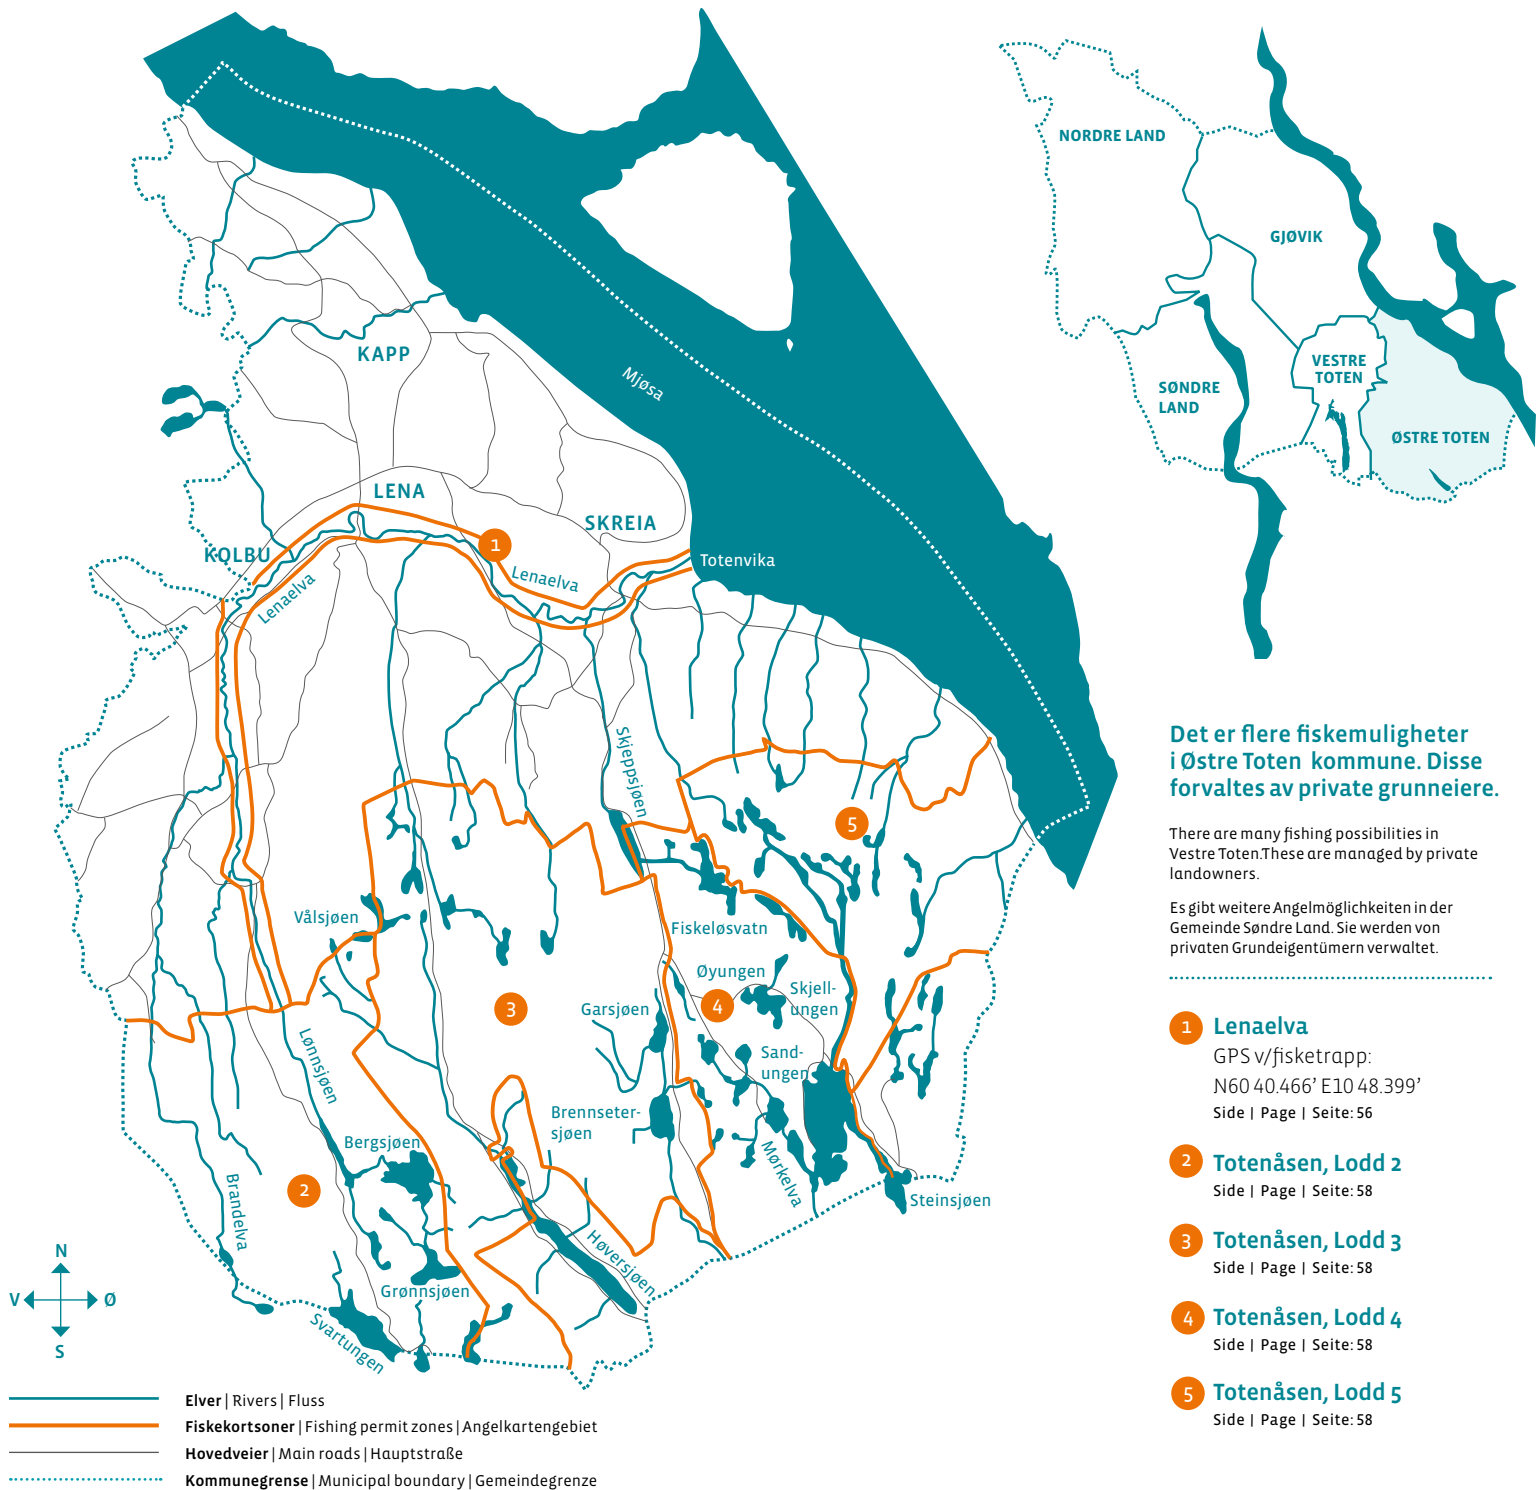 NORDRE LAND
GJØVIK
VESTRE
TOTEN
SØNDRE
LAND
ØSTRE TOTEN
KAPP
Mjøsa
LENA
SKREIA
KOLBU
1
Lenaelva
Lenaelva
Totenvika
Skjeppsjøen
5
Vålsjøen
Fiskeløsvatn
Øyungen
Skjell-
ungen
3
4
Garsjøen
Sand-
ungen
Lønnsjøen
Brennseter-
sjøen
Bergsjøen
Mørkelva
2
Brandelva
Steinsjøen
Høversjøen
Grønnsjøen
Svartungen
N
V
Ø
S
Elver | Rivers | Fluss
Fiskekortsoner | Fishing permit zones | Angelkartengebiet
Hovedveier | Main roads | Hauptstraße
Kommunegrense | Municipal boundary | Gemeindegrenze
Det er flere fiskemuligheter
i Østre Toten kommune. Disse
forvaltes av private grunneiere.
There are many fishing possibilities in
Vestre Toten.These are managed by private
landowners.
Es gibt weitere Angelmöglichkeiten in der
Gemeinde Søndre Land. Sie werden von
privaten Grundeigentümern verwaltet.
1 Lenaelva
GPS v/fisketrapp:
N60 40.466’ E10 48.399’
Side | Page | Seite: 56
2 Totenåsen, Lodd 2
Side | Page | Seite: 58
3 Totenåsen, Lodd 3
Side | Page | Seite: 58
4 Totenåsen, Lodd 4
Side | Page | Seite: 58
5 Totenåsen, Lodd 5
Side | Page | Seite: 58